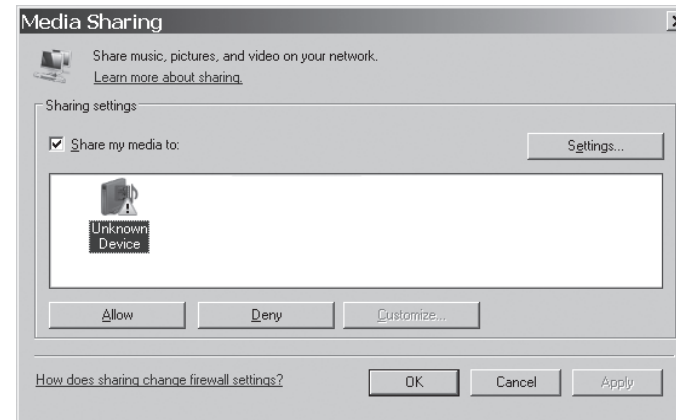 Media Sharing
Share music, pictures, and video on your network.
Learn more about sharing.
Sharing settings
Share my media to:
Settings...
Unknown
Device
Allow
Deny
Customize...
How does sharing change firewall settings?
OK
Cancel
Apply